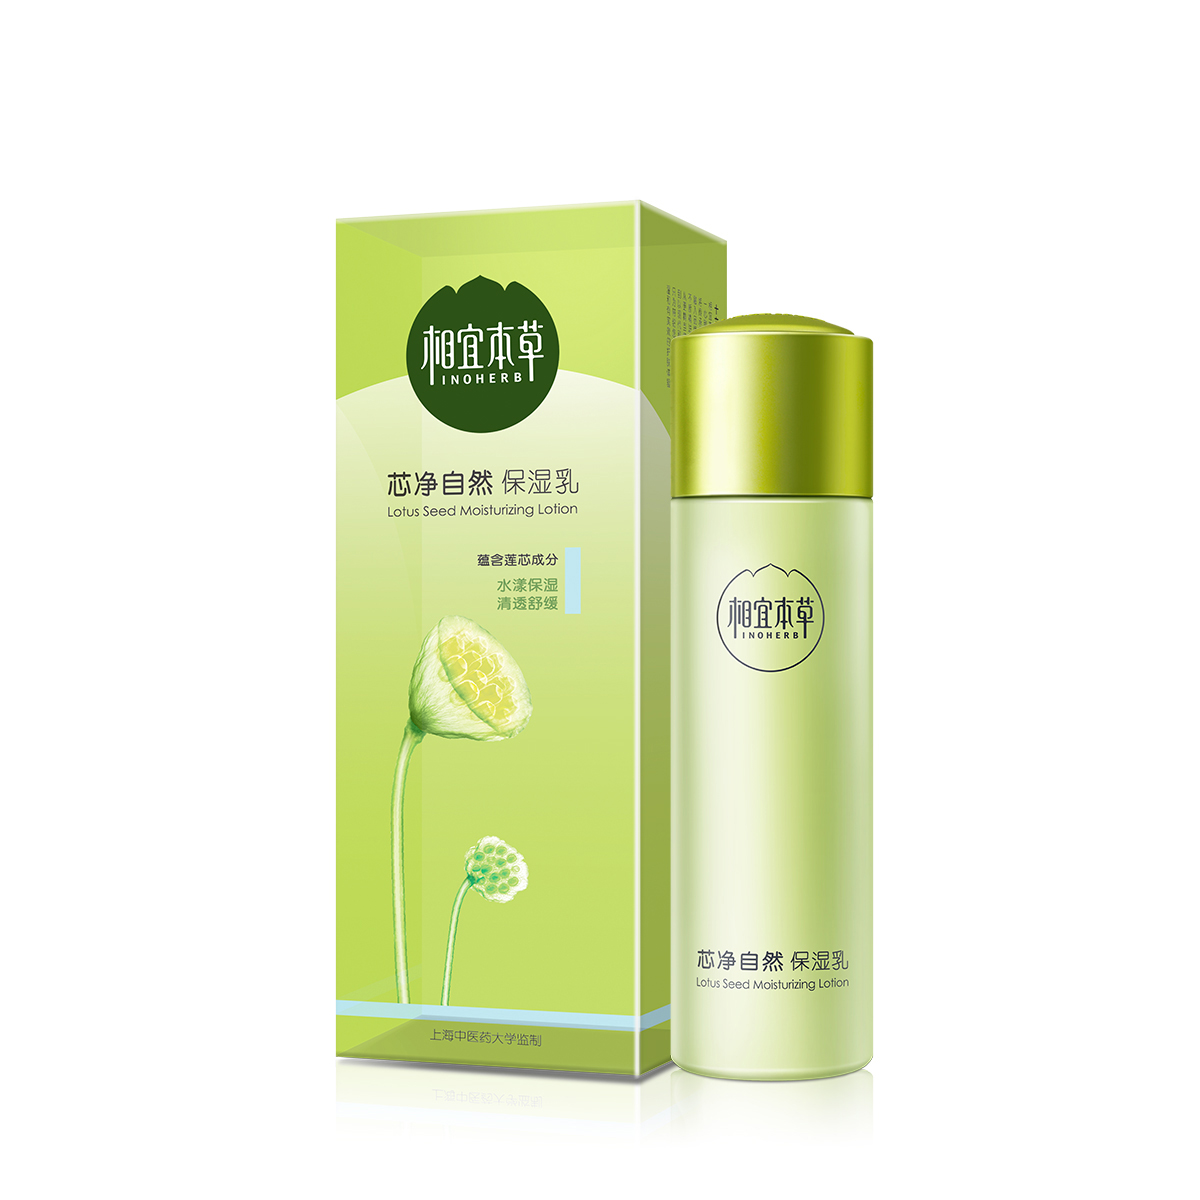 相宜本草
INOHERB
芯净自然 保湿乳
Lotus Seed Moisturizing Lotion
蕴含莲芯成分
水漾保湿
清透舒缓
上海中医药大学监制
相宜本草
INOHERB
芯净自然 保湿乳
Lotus Seed Moisturizing Lotion